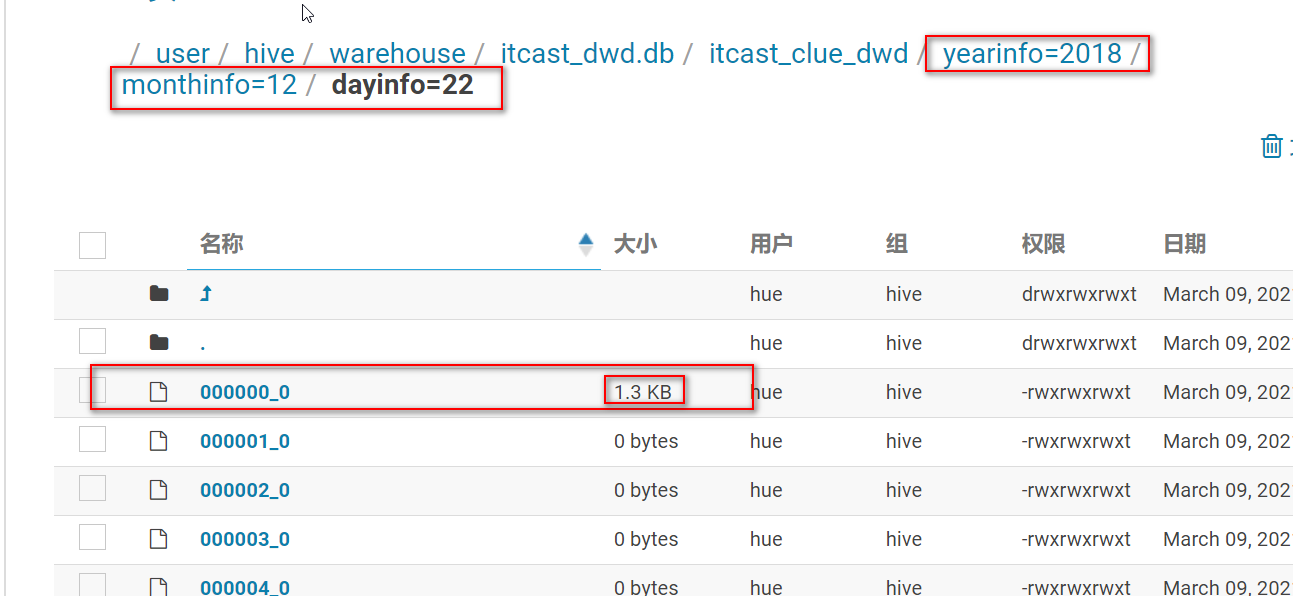 / user / hive / warehouse / itcast_dwd.db / itcast_clue_dwd / yearinfo=2018 /
monthinfo=12 / dayinfo=22
名称 大小 用户 组 权限 日期
hue hive drwxrwxrwxt March 09, 202
. hue hive drwxrwxrwxt March 09, 202
000000_0 1.3 KB hue hive -rwxrwxrwxt March 09, 202
000001_0 0 bytes hue hive -rwxrwxrwxt March 09, 202
000002_0 0 bytes hue hive -rwxrwxrwxt March 09, 202
000003_0 0 bytes hue hive -rwxrwxrwxt March 09, 202
000004_0 0 bytes hue hive -rwxrwxrwxt March 09, 202